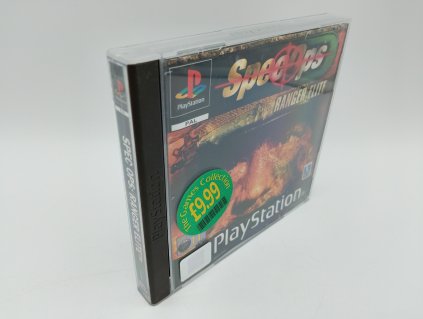 SPEC OPS: RANGER ELITE
PlayStation
PlayStation
PAL
Spec Ops
RANGER ELITE
The Games Collection
£9.99
PlayStation